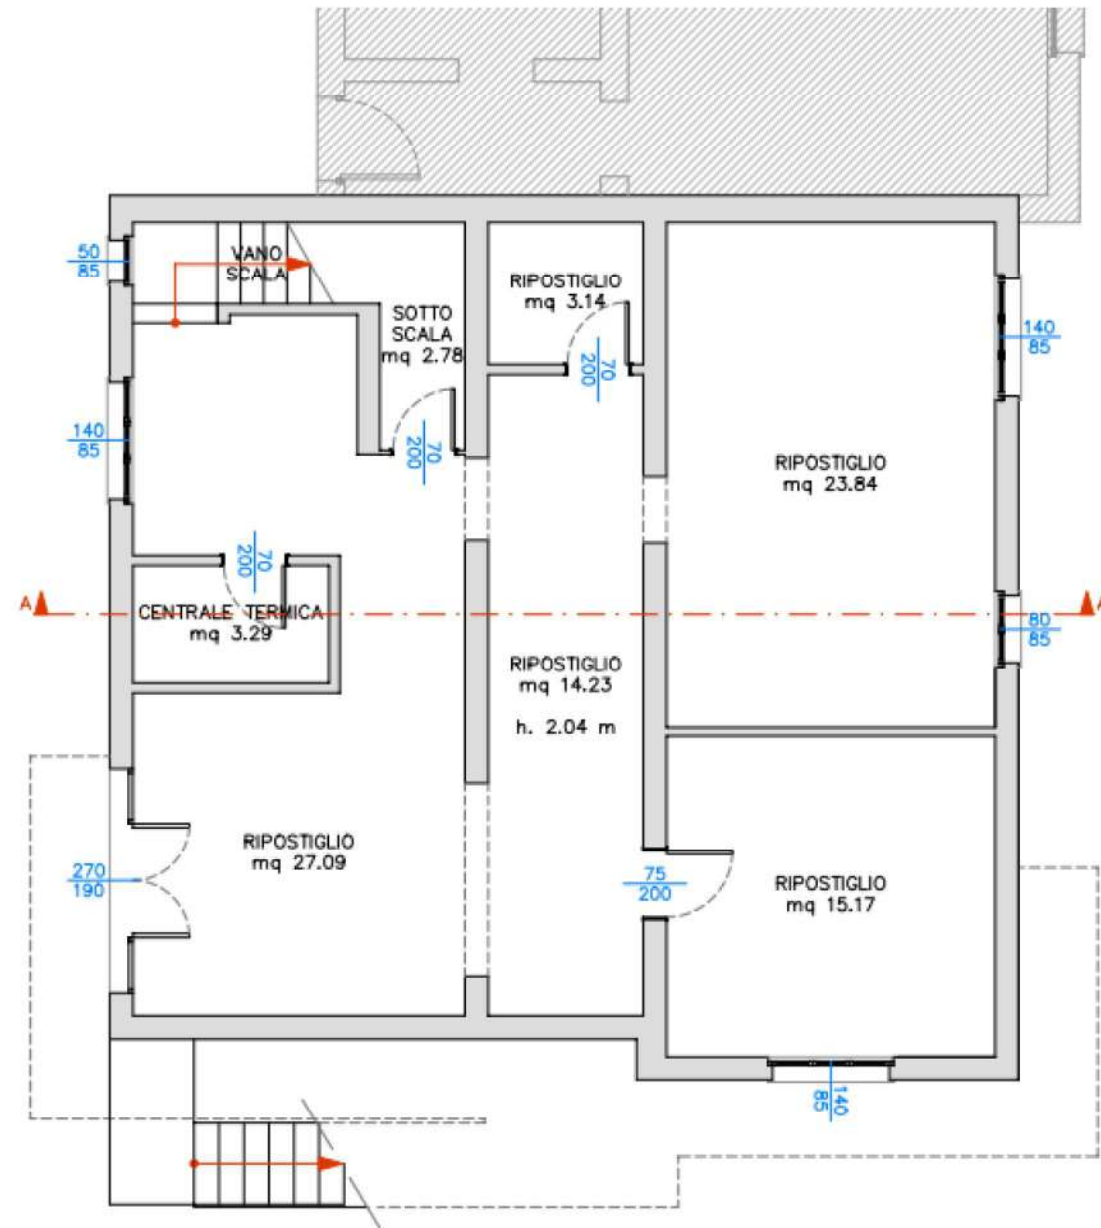 50
85
VANO
SCALA
SOTTO
SCALA
mq 2.78
RIPOSTIGLIO
mq 3.14
70
200
140
85
140
85
70
200
RIPOSTIGLIO
mq 23.84
70
200
A
CENTRALE TERMICA
mq 3.29
A
80
85
RIPOSTIGLIO
mq 14.23
h. 2.04 m
RIPOSTIGLIO
mq 27.09
270
190
75
200
RIPOSTIGLIO
mq 15.17
140
85